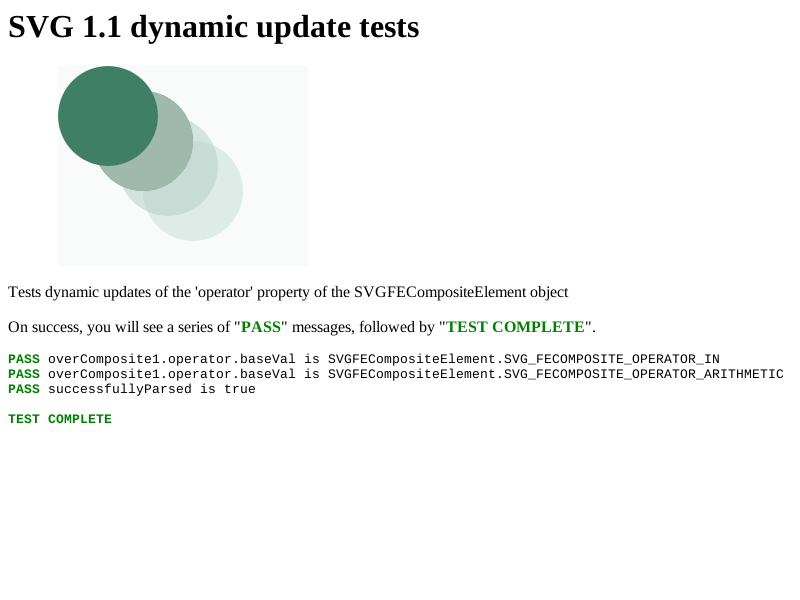 SVG 1.1 dynamic update tests
Tests dynamic updates of the 'operator' property of the SVGFECompositeElement object
On success, you will see a series of "PASS" messages, followed by "TEST COMPLETE".
PASS overComposite1.operator.baseVal is SVGFECompositeElement.SVG_FECOMPOSITE_OPERATOR_IN
PASS overComposite1.operator.baseVal is SVGFECompositeElement.SVG_FECOMPOSITE_OPERATOR_ARITHMETIC
PASS successfullyParsed is true
TEST COMPLETE